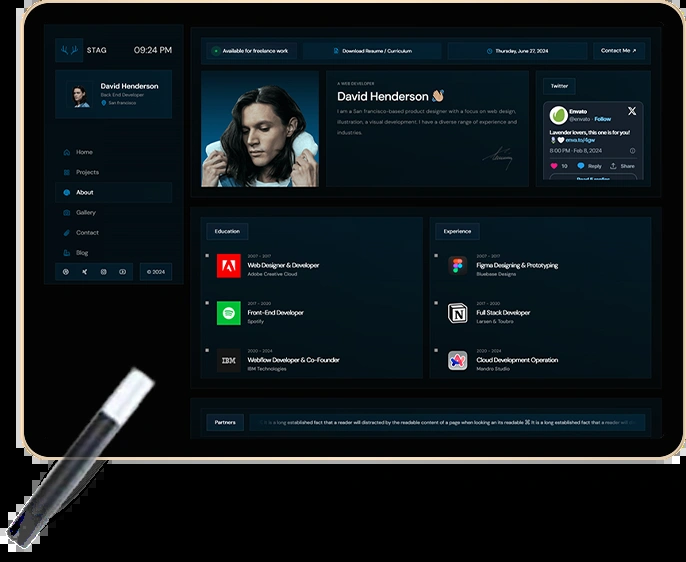 STAG
09:24 PM
David Henderson
Back End Developer
San Francisco
Home
Projects
About
Gallery
Contact
Blog
© 2024
Available for freelance work
Download Resume / Curriculum
Thursday, June 27, 2024
Contact Me ↗
A WEB DEVELOPER
David Henderson 👋🏼
I am a San francisco-based product designer with a focus on web design,
illustration, a visual development. I have a diverse range of experience and
industries.
Twitter
Envato
@envato · Follow
Lavender lovers, this one is for you!
enva.to/4gw
8:00 PM · Feb 8, 2024
19
Reply
Share
Education
2007 - 2017
Web Designer & Developer
Adobe Creative Cloud
2017 - 2020
Front-End Developer
Spotify
IBM
2020 - 2024
Webflow Developer & Co-Founder
IBM Technologies
Experience
2007 - 2017
Figma Designing & Prototyping
Bluebase Designs
2017 - 2020
Full Stack Developer
Larsen & Toubro
2020 - 2024
Cloud Development Operation
Mandro Studio
Partners
It is a long established fact that a reader will distracted by the readable content of a page when looking an its readable ⌘ It is a long established fact that a reader will